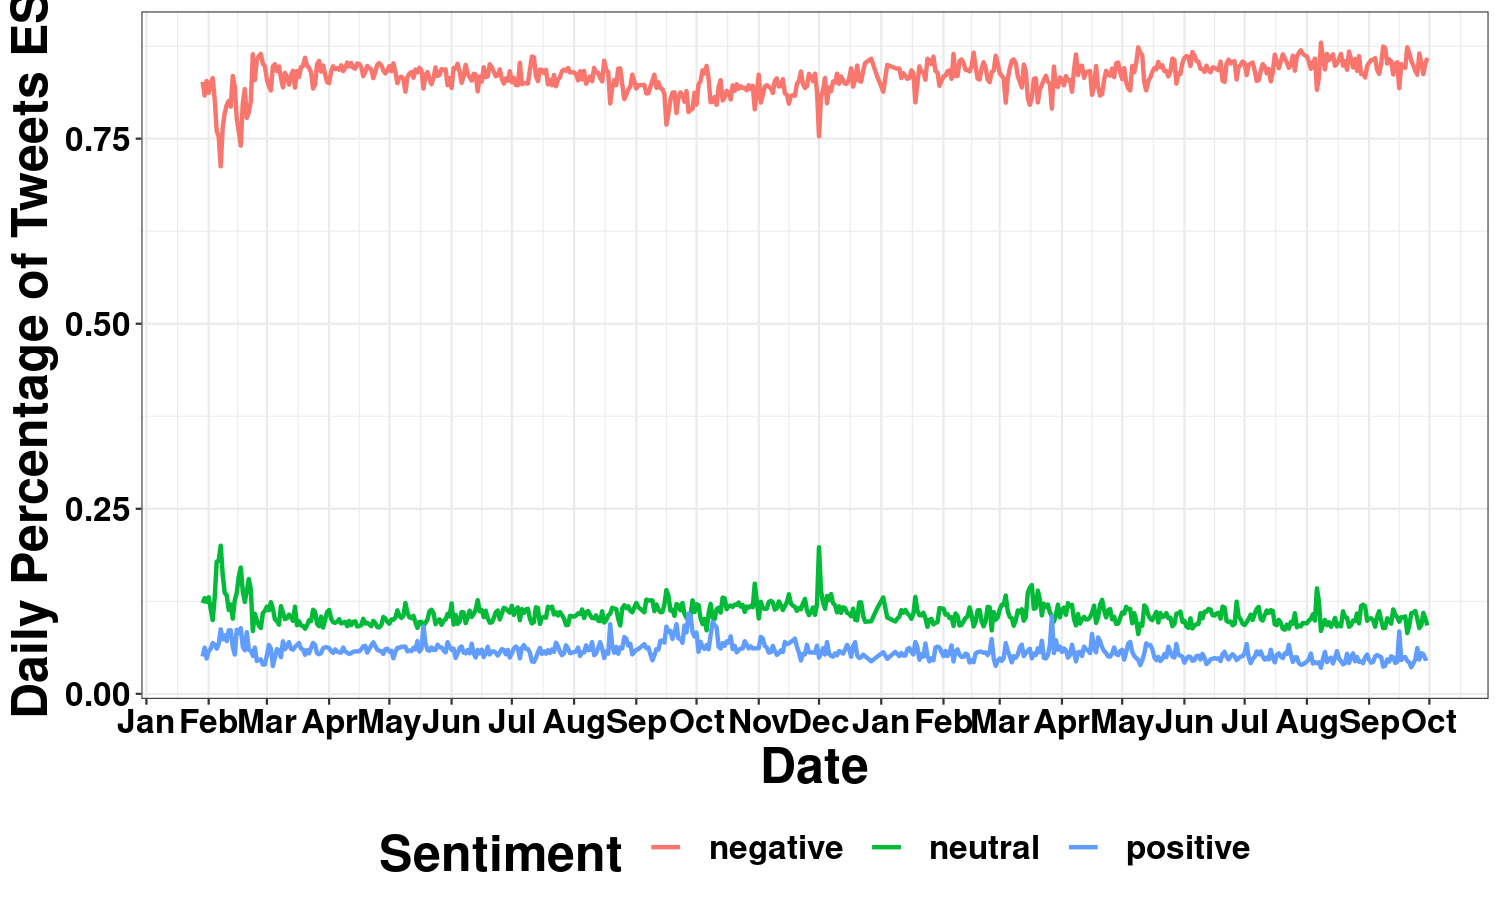 Daily Percentage of Tweets ES
0.75
0.50
0.25
0.00
Jan Feb Mar Apr May Jun Jul Aug Sep Oct Nov Dec Jan Feb Mar Apr May Jun Jul Aug Sep Oct
Date
Sentiment negative neutral positive